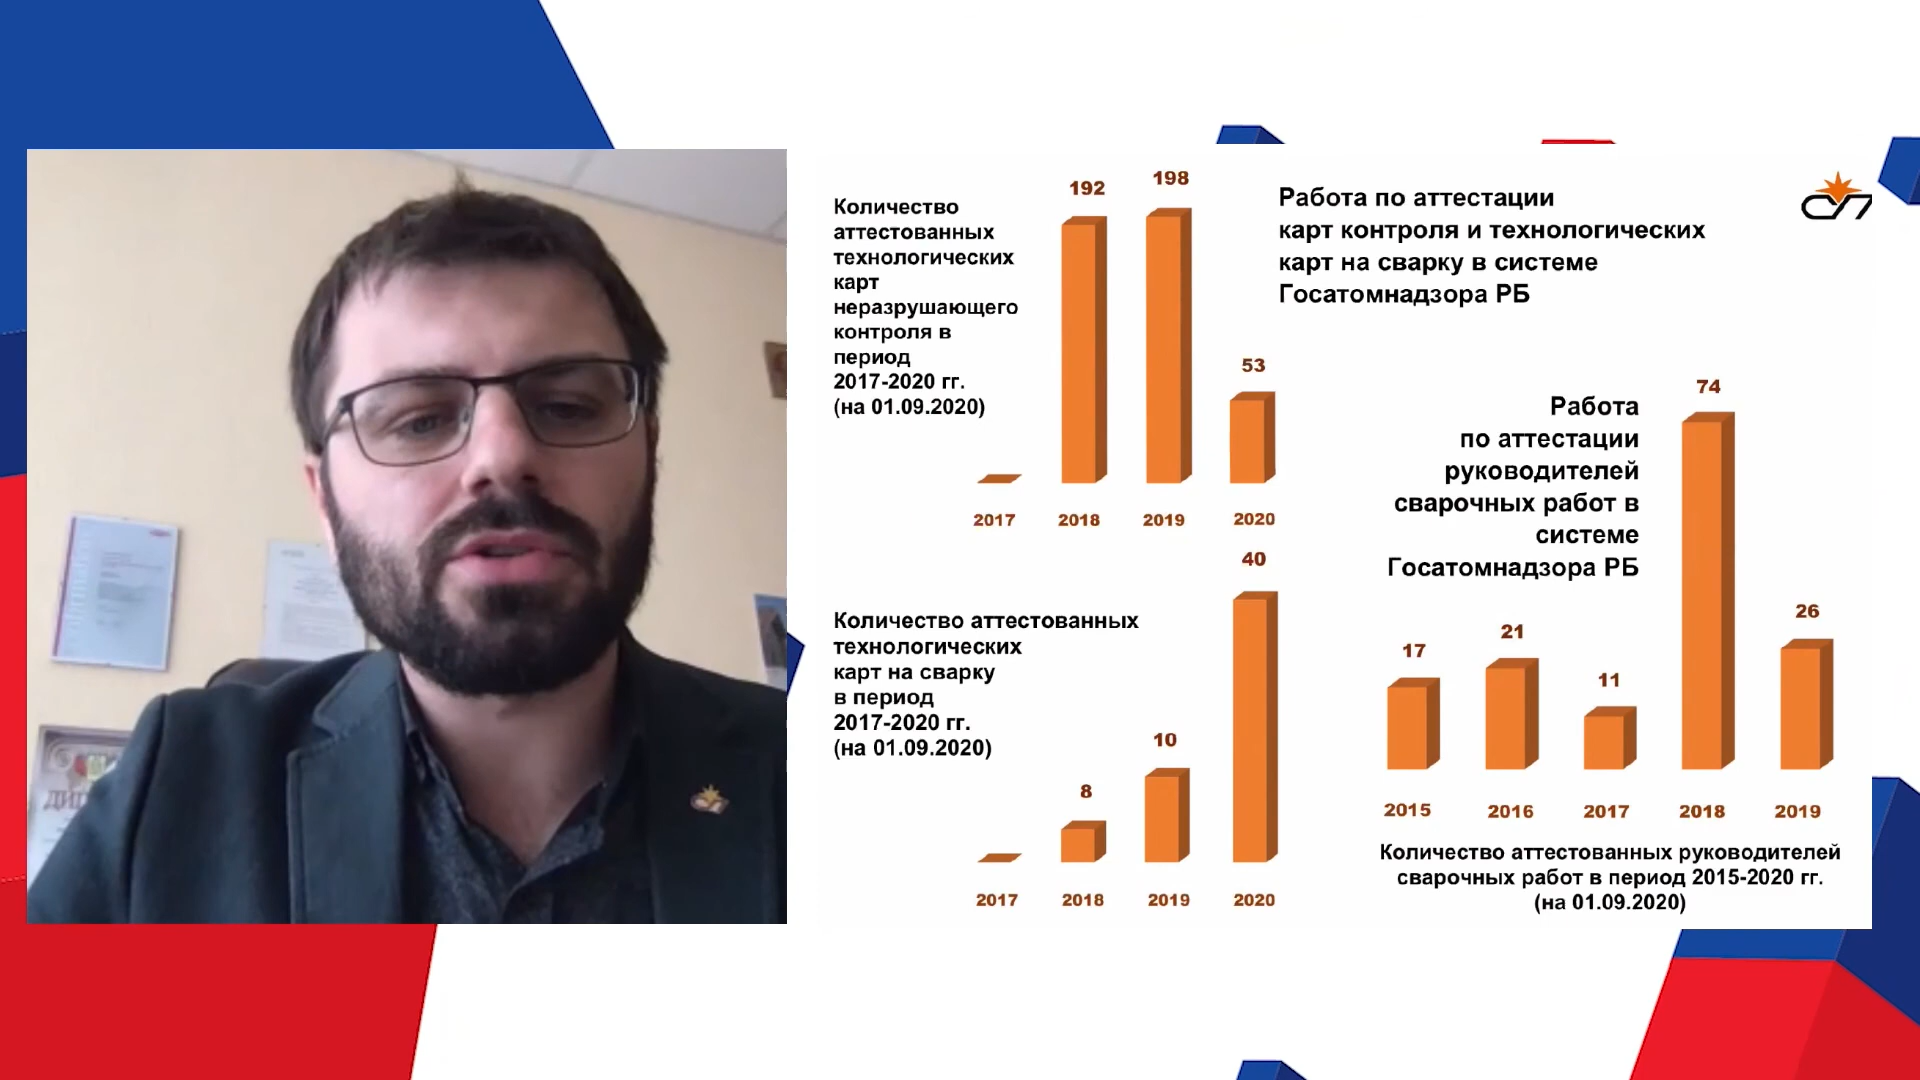 Количество
аттестованных
технологических
карт
неразрушающего
контроля в
период
2017-2020 гг.
(на 01.09.2020)
192
198
53
2017
2018
2019
2020
Работа по аттестации
карт контроля и технологических
карт на сварку в системе
Госатомнадзора РБ
Количество аттестованных
технологических
карт на сварку
в период
2017-2020 гг.
(на 01.09.2020)
8
10
40
2017
2018
2019
2020
Работа
по аттестации
руководителей
сварочных работ в
системе
Госатомнадзора РБ
17
21
11
74
26
2015
2016
2017
2018
2019
Количество аттестованных руководителей
сварочных работ в период 2015-2020 гг.
(на 01.09.2020)